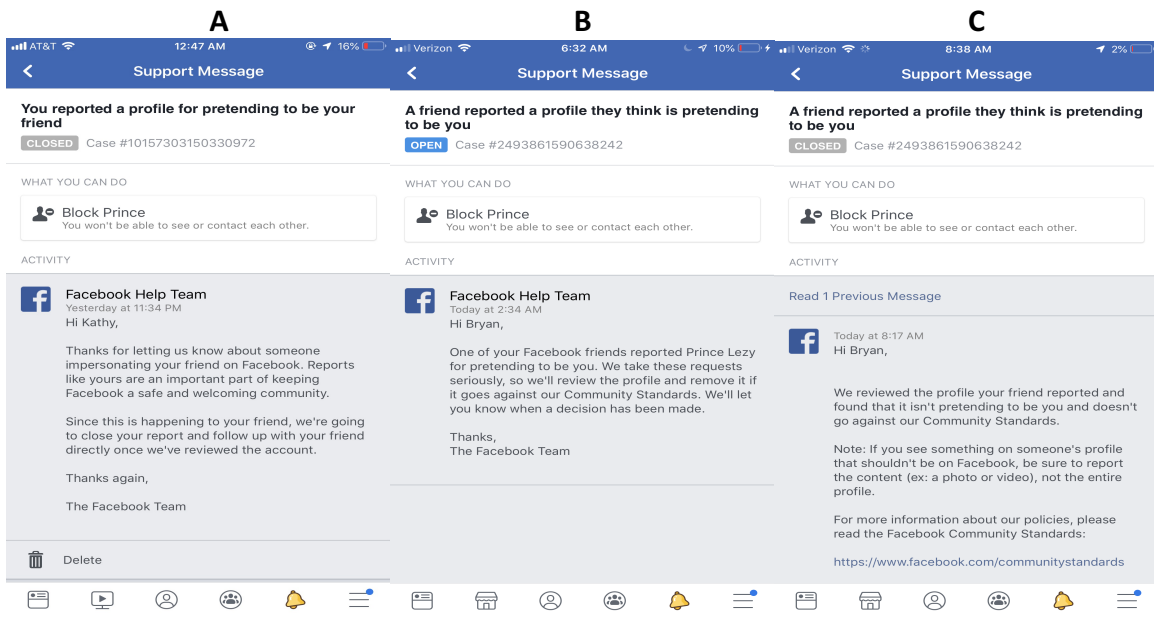 A
AT&T 12:47 AM 16%
Support Message
You reported a profile for pretending to be your
friend
CLOSED Case #10157303150330972
WHAT YOU CAN DO
Block Prince
You won't be able to see or contact each other.
ACTIVITY
Facebook Help Team
Yesterday at 11:34 PM
Hi Kathy,
Thanks for letting us know about someone
impersonating your friend on Facebook. Reports
like yours are an important part of keeping
Facebook a safe and welcoming community.
Since this is happening to your friend, we're going
to close your report and follow up with your friend
directly once we've reviewed the account.
Thanks again,
The Facebook Team
Delete
B
Verizon 6:32 AM 10%
Support Message
A friend reported a profile they think is pretending
to be you
OPEN Case #2493861590638242
WHAT YOU CAN DO
Block Prince
You won't be able to see or contact each other.
ACTIVITY
Facebook Help Team
Today at 2:34 AM
Hi Bryan,
One of your Facebook friends reported Prince Lezy
for pretending to be you. We take these requests
seriously, so we'll review the profile and remove it if
it goes against our Community Standards. We'll let
you know when a decision has been made.
Thanks,
The Facebook Team
C
Verizon 8:38 AM 2%
Support Message
A friend reported a profile they think is pretending
to be you
CLOSED Case #2493861590638242
WHAT YOU CAN DO
Block Prince
You won't be able to see or contact each other.
ACTIVITY
Read 1 Previous Message
Today at 8:17 AM
Hi Bryan,
We reviewed the profile your friend reported and
found that it isn't pretending to be you and doesn't
go against our Community Standards.
Note: If you see something on someone's profile
that shouldn't be on Facebook, be sure to report
the content (ex: a photo or video), not the entire
profile.
For more information about our policies, please
read the Facebook Community Standards:
https://www.facebook.com/communitystandards